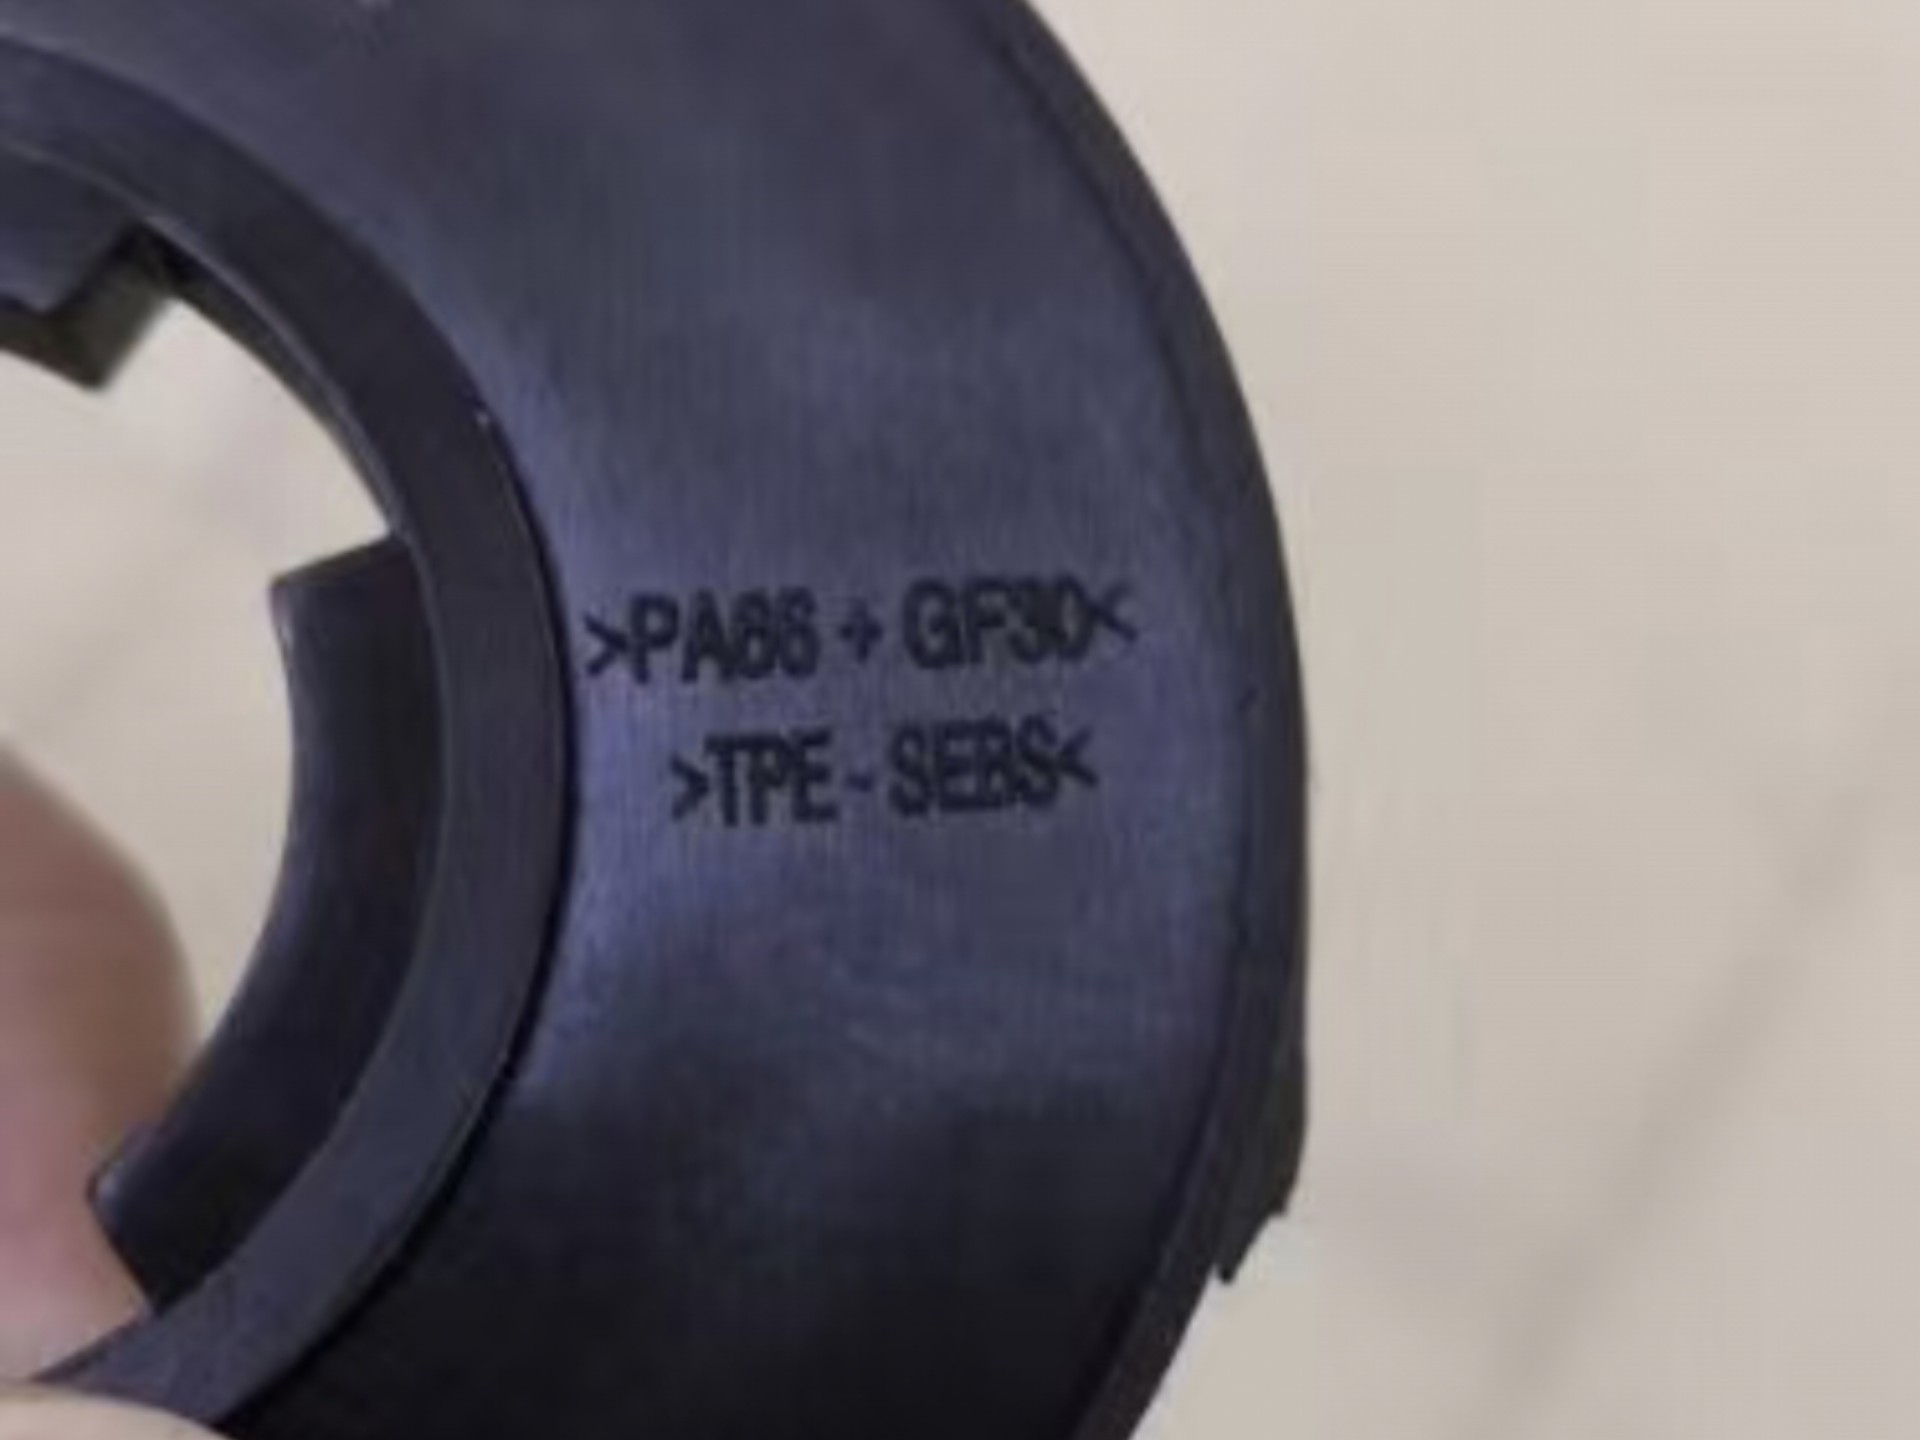 >PA66 + GF30<
>TPE - SEBS<